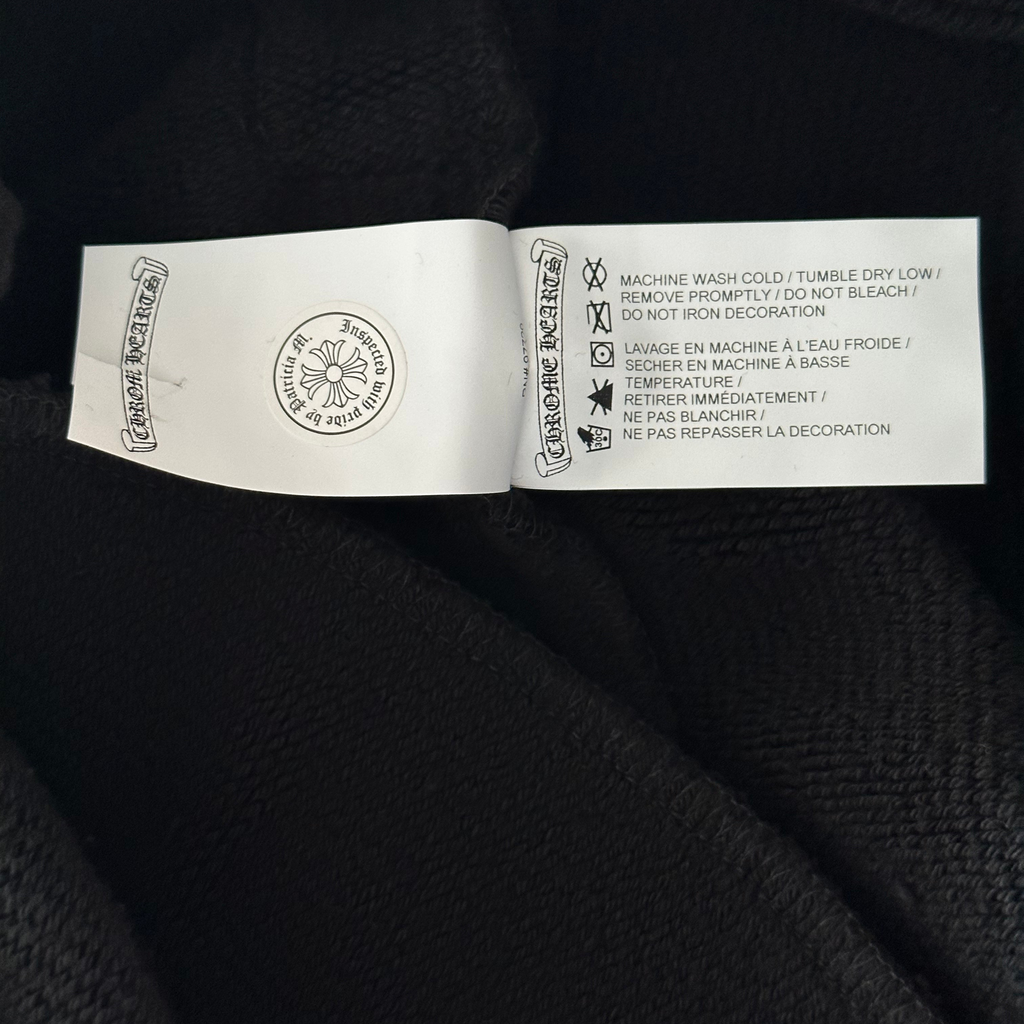 CHROM HEARTS
Inspected with pride by Patricia M.
CHROME HEARTS
MACHINE WASH COLD / TUMBLE DRY LOW /
REMOVE PROMPTLY / DO NOT BLEACH /
DO NOT IRON DECORATION
LAVAGE EN MACHINE À L'EAU FROIDE /
SECHER EN MACHINE À BASSE
TEMPERATURE /
RETIRER IMMÉDIATEMENT /
NE PAS BLANCHIR /
NE PAS REPASSER LA DECORATION
30C